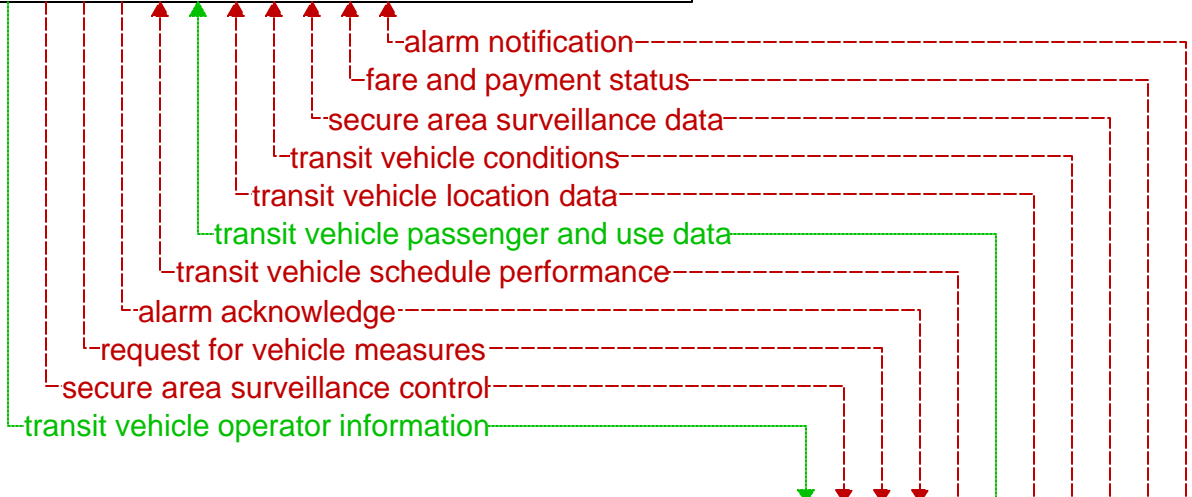 alarm notification
fare and payment status
secure area surveillance data
transit vehicle conditions
transit vehicle location data
transit vehicle passenger and use data
transit vehicle schedule performance
alarm acknowledge
request for vehicle measures
secure area surveillance control
transit vehicle operator information